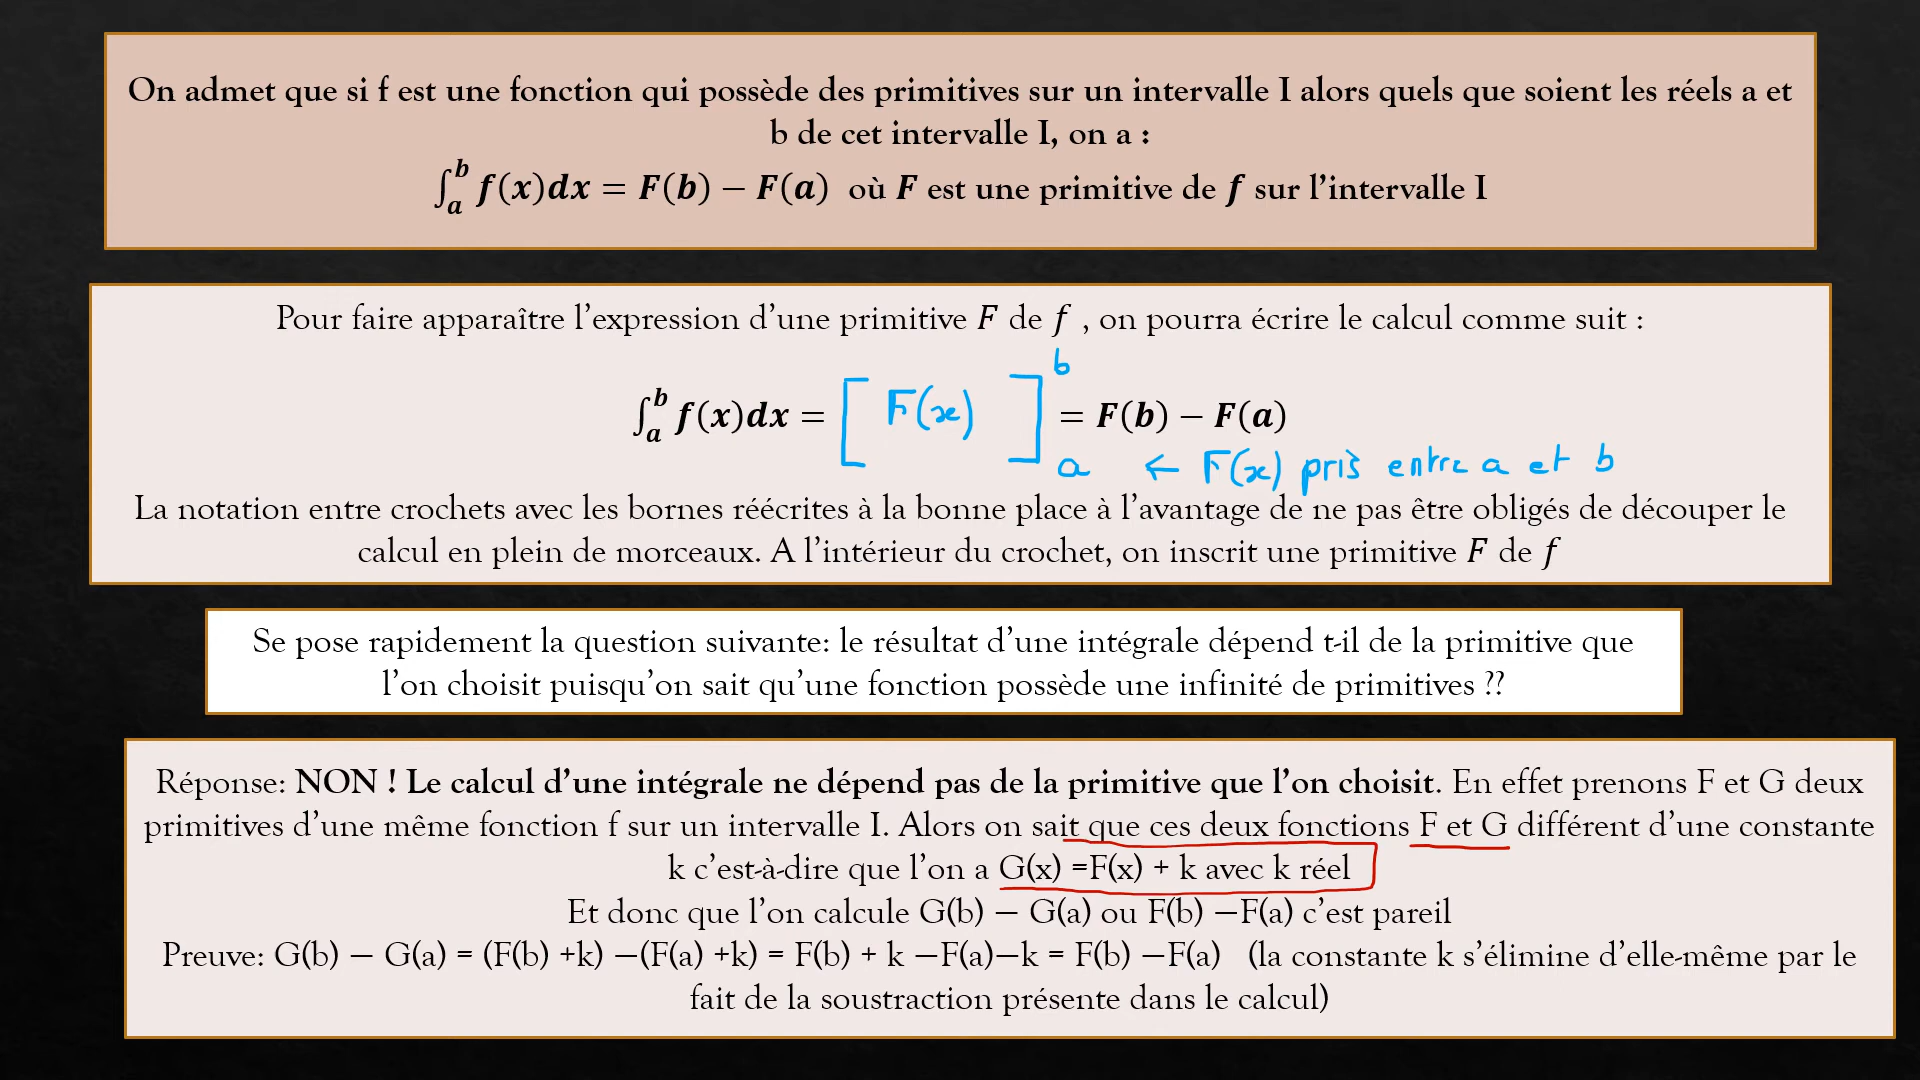 On admet que si f est une fonction qui possède des primitives sur un intervalle I alors quels que soient les réels a et
b de cet intervalle I, on a :
∫_a^b f(x)dx = F(b) − F(a) où F est une primitive de f sur l'intervalle I
Pour faire apparaître l'expression d'une primitive F de f , on pourra écrire le calcul comme suit :
∫_a^b f(x)dx = [ F(x) ]_a^b = F(b) − F(a)
← F(x) pris entre a et b
La notation entre crochets avec les bornes réécrites à la bonne place à l'avantage de ne pas être obligés de découper le
calcul en plein de morceaux. A l'intérieur du crochet, on inscrit une primitive F de f
Se pose rapidement la question suivante: le résultat d'une intégrale dépend t-il de la primitive que
l'on choisit puisqu'on sait qu'une fonction possède une infinité de primitives ??
Réponse: NON ! Le calcul d'une intégrale ne dépend pas de la primitive que l'on choisit. En effet prenons F et G deux
primitives d'une même fonction f sur un intervalle I. Alors on sait que ces deux fonctions F et G différent d'une constante
k c'est-à-dire que l'on a G(x) =F(x) + k avec k réel
Et donc que l'on calcule G(b) — G(a) ou F(b) —F(a) c'est pareil
Preuve: G(b) — G(a) = (F(b) +k) —(F(a) +k) = F(b) + k —F(a)—k = F(b) —F(a) (la constante k s'élimine d'elle-même par le
fait de la soustraction présente dans le calcul)